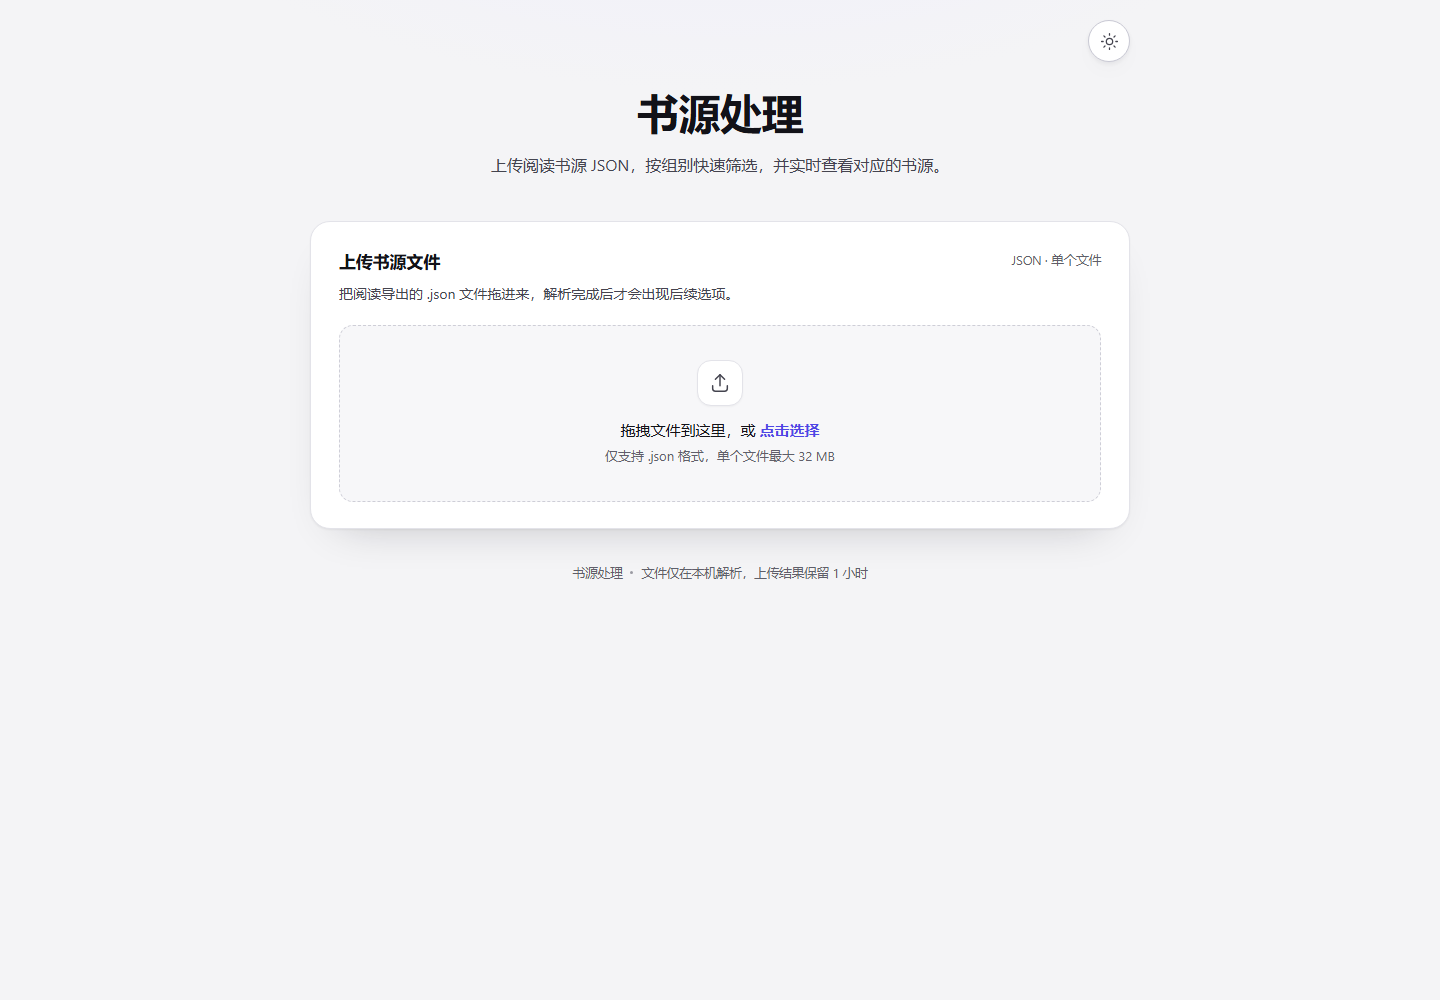 书源处理
上传阅读书源 JSON，按组别快速筛选，并实时查看对应的书源。
上传书源文件
JSON · 单个文件
把阅读导出的 .json 文件拖进来，解析完成后才会出现后续选项。
拖拽文件到这里，或 点击选择
仅支持 .json 格式，单个文件最大 32 MB
书源处理 • 文件仅在本机解析，上传结果保留 1 小时